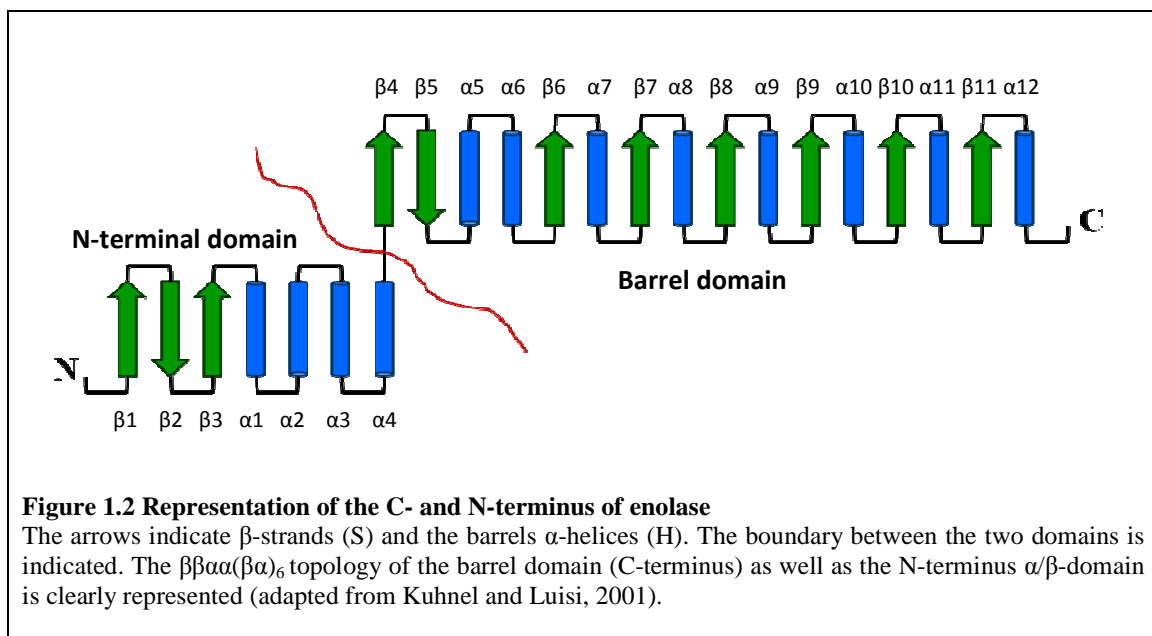 β4 β5 α5 α6 β6 α7 β7 α8 β8 α9 β9 α10 β10 α11 β11 α12
N-terminal domain
C
Barrel domain
N
β1 β2 β3 α1 α2 α3 α4
Figure 1.2 Representation of the C- and N-terminus of enolase
The arrows indicate β-strands (S) and the barrels α-helices (H). The boundary between the two domains is
indicated. The ββαα(βα)₆ topology of the barrel domain (C-terminus) as well as the N-terminus α/β-domain
is clearly represented (adapted from Kuhnel and Luisi, 2001).